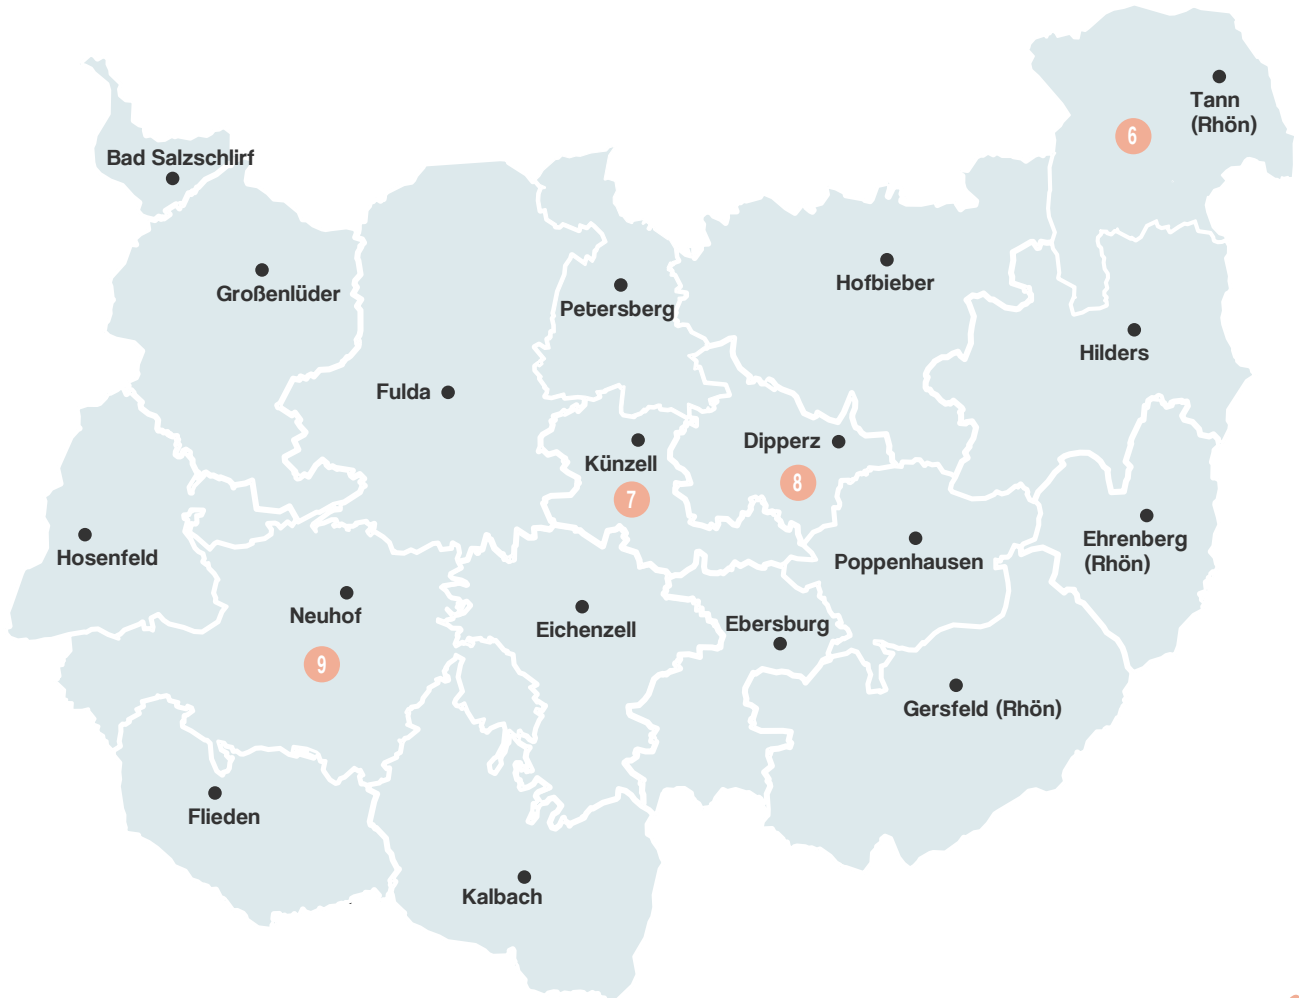 Tann
(Rhön)
6
Bad Salzschlirf
Großenlüder
Hofbieber
Petersberg
Hilders
Fulda
Dipperz
Künzell
8
7
Ehrenberg
(Rhön)
Hosenfeld
Poppenhausen
Neuhof
Eichenzell
Ebersburg
9
Gersfeld (Rhön)
Flieden
Kalbach